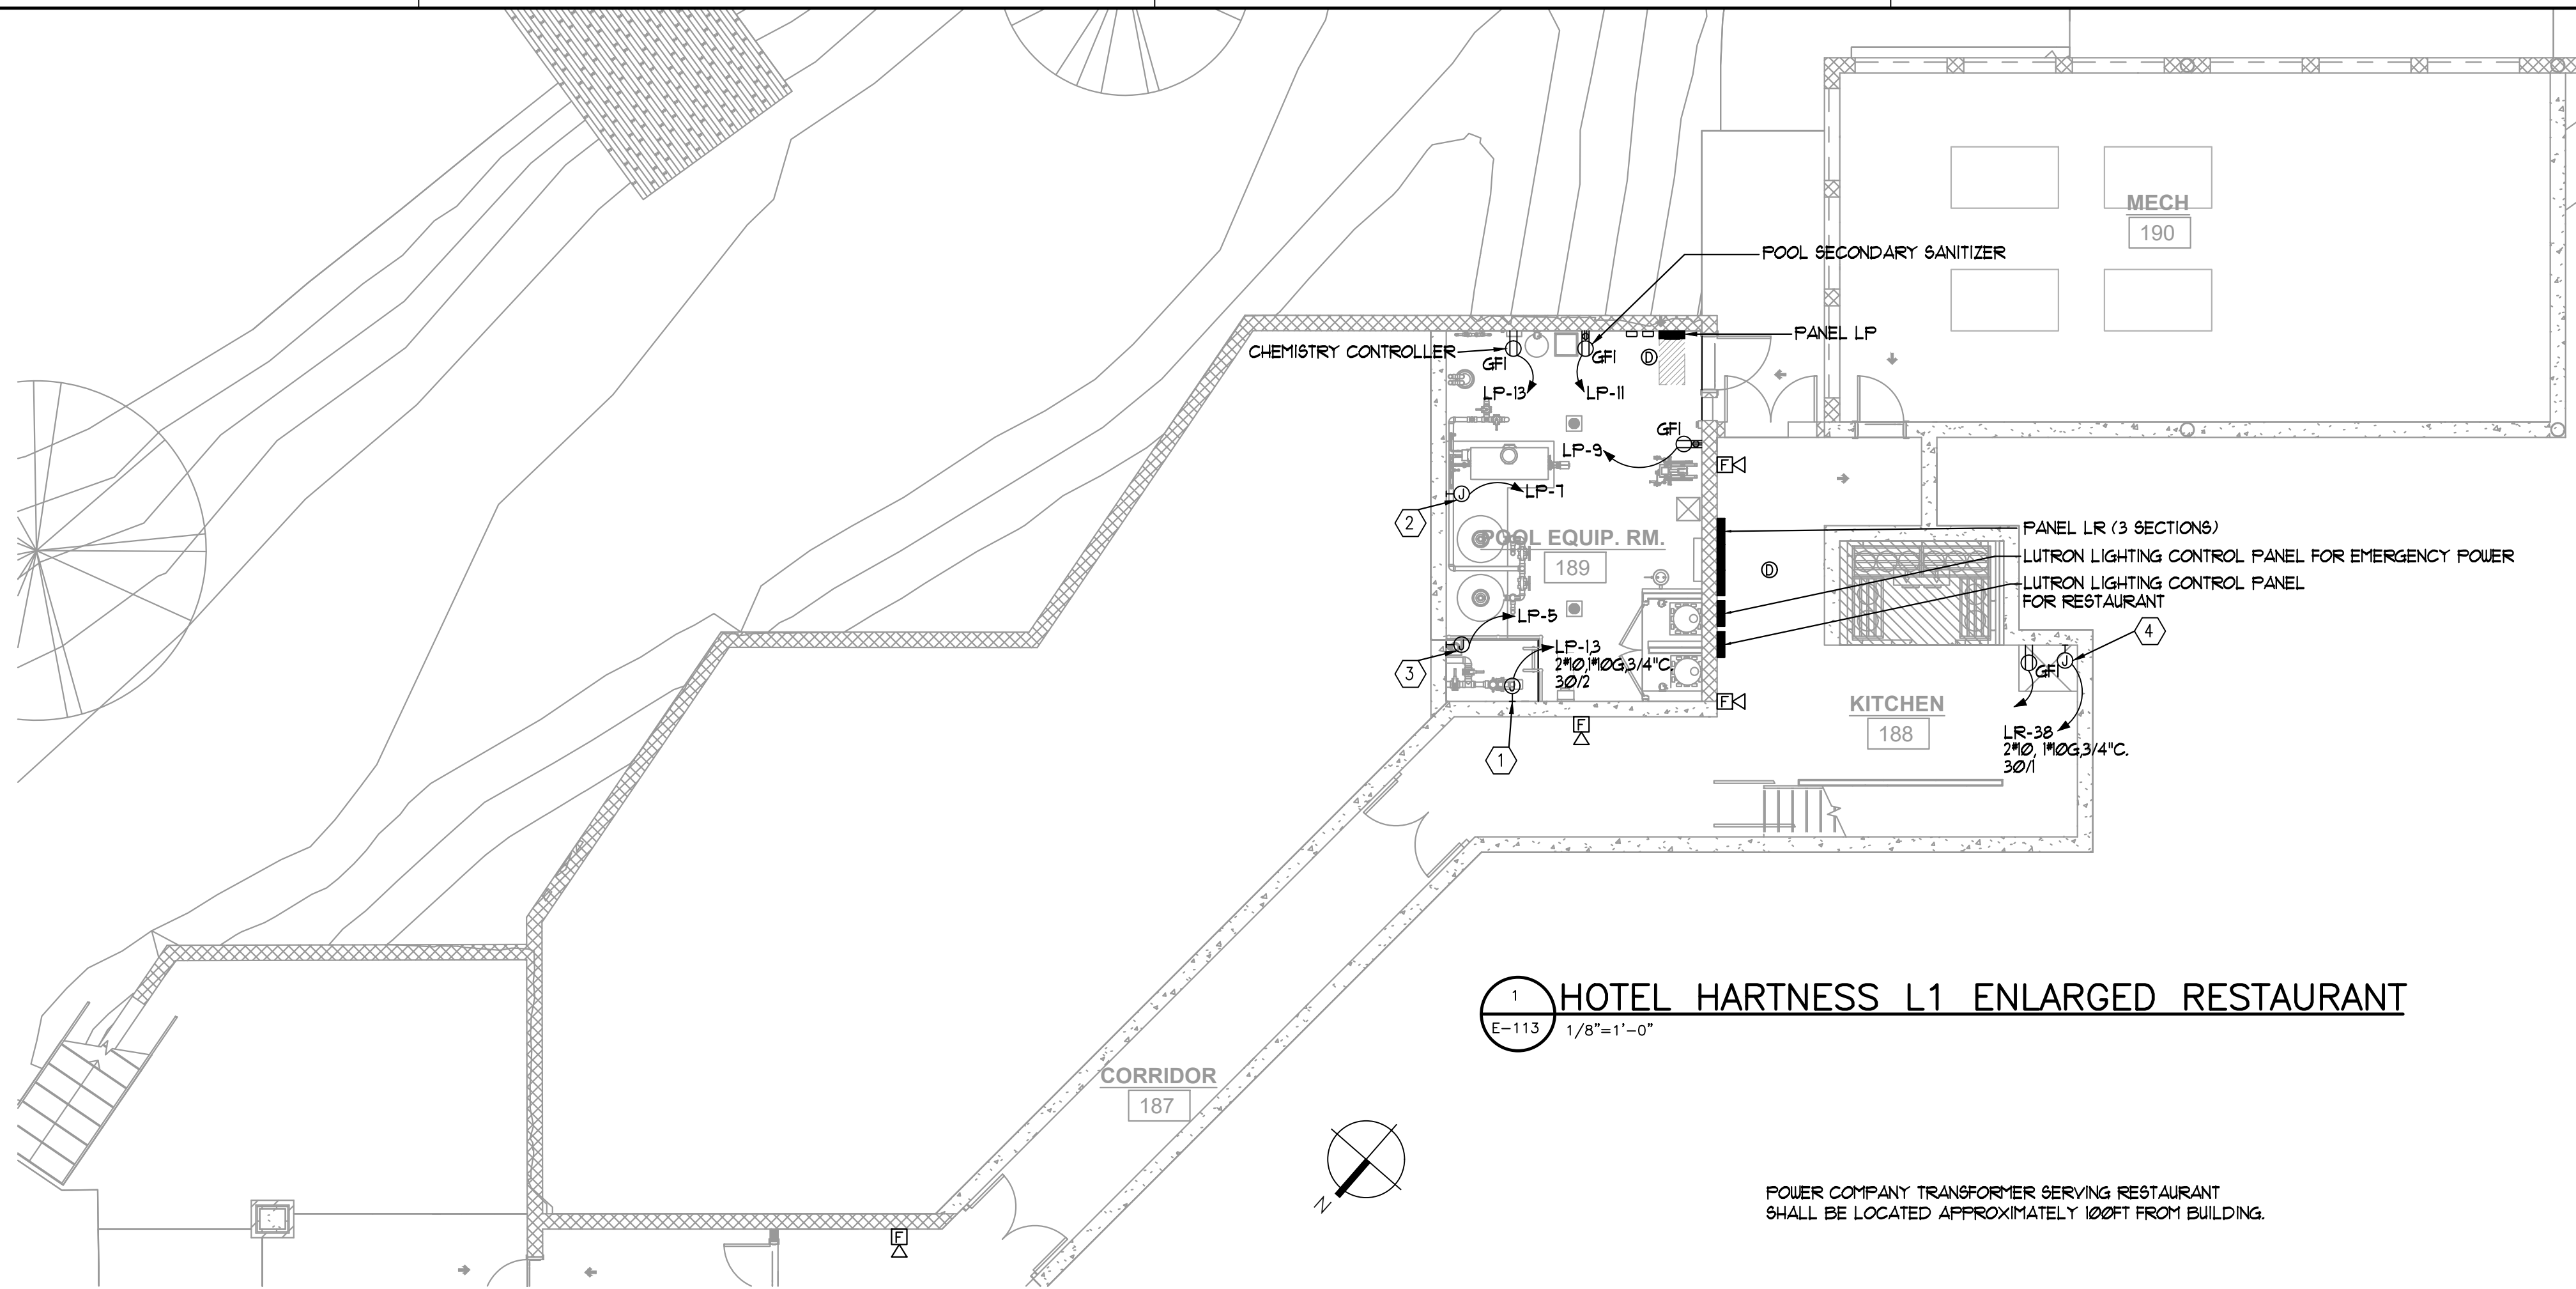 MECH
190
POOL SECONDARY SANITIZER
PANEL LP
CHEMISTRY CONTROLLER
GFI
GFI
D
LP-13
LP-11
GFI
LP-9
F
J
LP-7
2
PANEL LR (3 SECTIONS)
POOL EQUIP. RM.
189
LUTRON LIGHTING CONTROL PANEL FOR EMERGENCY POWER
D
LUTRON LIGHTING CONTROL PANEL
FOR RESTAURANT
LP-5
J
3
LP-1,3
2#10,1#10G,3/4"C.
30/2
J
4
J
GFI
F
F
KITCHEN
188
LR-38
2#10, 1#10G,3/4"C.
30/1
1
1
E-113
HOTEL HARTNESS L1 ENLARGED RESTAURANT
1/8"=1'-0"
CORRIDOR
187
N
POWER COMPANY TRANSFORMER SERVING RESTAURANT
SHALL BE LOCATED APPROXIMATELY 100FT FROM BUILDING.
F